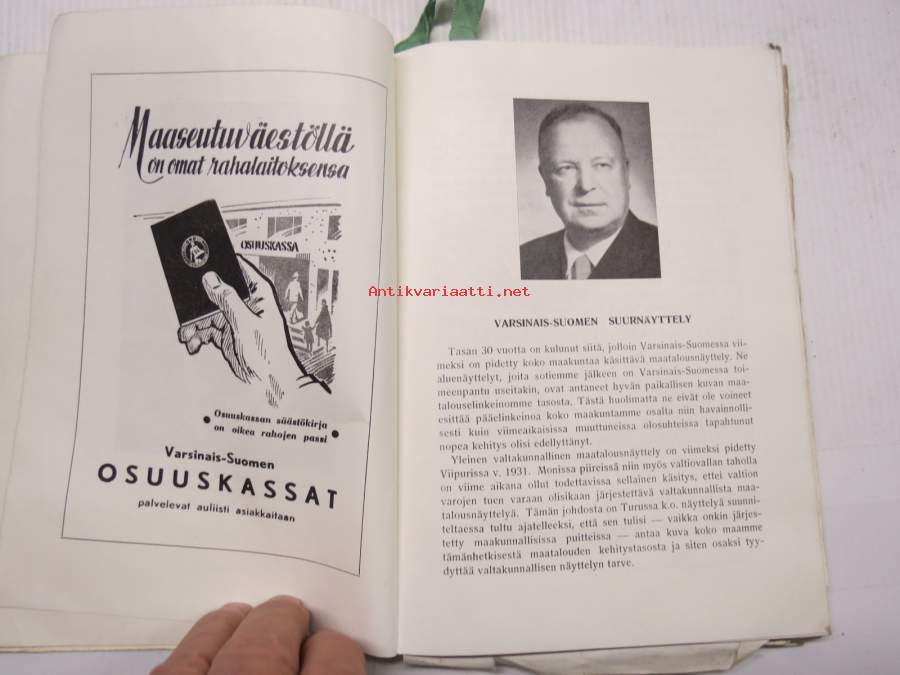 Maaseutuväestöllä
on omat rahalaitoksensa
OSUUSKASSA
• Osuuskassan säästökirja
on oikea rahojen passi •
Varsinais-Suomen
OSUUSKASSAT
palvelevat auliisti asiakkaitaan
Antikvariaatti.net
VARSINAIS-SUOMEN SUURNÄYTTELY
Tasan 30 vuotta on kulunut siitä, jolloin Varsinais-Suomessa vii-
meksi on pidetty koko maakuntaa käsittävä maatalousnäyttely. Ne
aluenäyttelyt, joita sotiemme jälkeen on Varsinais-Suomessa toi-
meenpantu useitakin, ovat antaneet hyvän paikallisen kuvan maa-
talouselinkeinomme tasosta. Tästä huolimatta ne eivät ole voineet
esittää pääelinkeinoa koko maakuntamme osalta niin havainnolli-
sesti kuin viimeaikaisissa muuttuneissa olosuhteissa tapahtunut
nopea kehitys olisi edellyttänyt.
Yleinen valtakunnallinen maatalousnäyttely on viimeksi pidetty
Viipurissa v. 1931. Monissa piireissä niin myös valtiovallan taholla
on viime aikana ollut todettavissa sellainen käsitys, ettei valtion
varojen tuen varaan olisikaan järjestettävä valtakunnallista maa-
talousnäyttelyä. Tämän johdosta on Turussa k.o. näyttelyä suunni-
teltaessa tultu ajatelleeksi, että sen tulisi — vaikka onkin järjes-
tetty maakunnallisissa puitteissa — antaa kuva koko maamme
tämänhetkisestä maatalouden kehitystasosta ja siten osaksi tyy-
dyttää valtakunnallisen näyttelyn tarve.